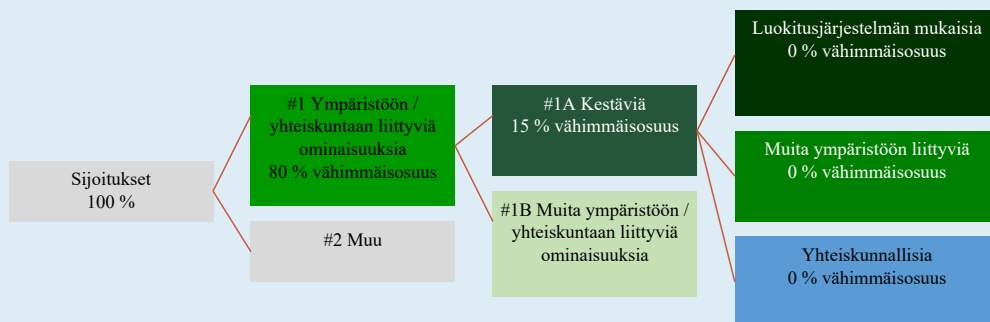 Sijoitukset
100 %
#1 Ympäristöön /
yhteiskuntaan liittyviä
ominaisuuksia
80 % vähimmäisosuus
#2 Muu
#1A Kestäviä
15 % vähimmäisosuus
#1B Muita ympäristöön /
yhteiskuntaan liittyviä
ominaisuuksia
Luokitusjärjestelmän mukaisia
0 % vähimmäisosuus
Muita ympäristöön liittyviä
0 % vähimmäisosuus
Yhteiskunnallisia
0 % vähimmäisosuus